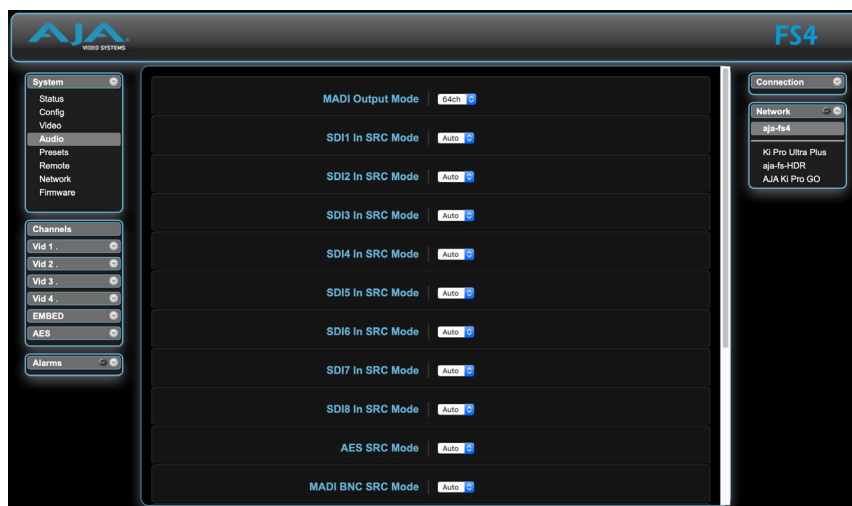 AJA
VIDEO SYSTEMS
FS4
System
Status
Config
Video
Audio
Presets
Remote
Network
Firmware
Channels
Vid 1 .
Vid 2 .
Vid 3 .
Vid 4 .
EMBED
AES
Alarms
MADI Output Mode 64ch
SDI1 In SRC Mode Auto
SDI2 In SRC Mode Auto
SDI3 In SRC Mode Auto
SDI4 In SRC Mode Auto
SDI5 In SRC Mode Auto
SDI6 In SRC Mode Auto
SDI7 In SRC Mode Auto
SDI8 In SRC Mode Auto
AES SRC Mode Auto
MADI BNC SRC Mode Auto
Connection
Network
aja-fs4
Ki Pro Ultra Plus
aja-fs-HDR
AJA Ki Pro GO